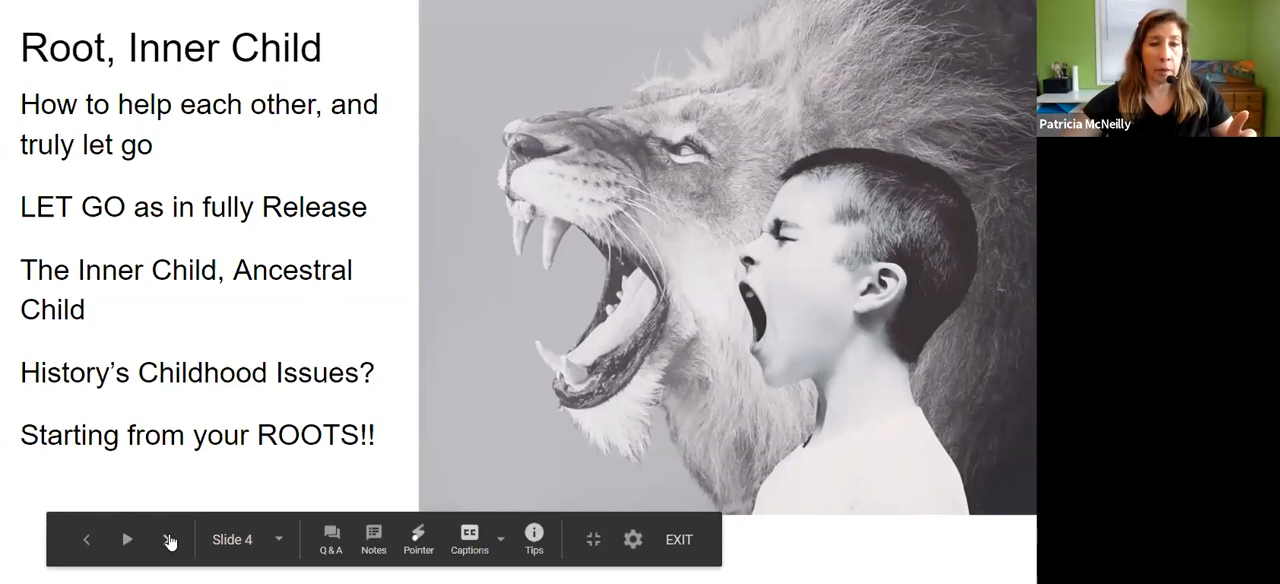 Root, Inner Child
How to help each other, and
truly let go
LET GO as in fully Release
The Inner Child, Ancestral
Child
History’s Childhood Issues?
Starting from your ROOTS!!
Patricia McNeilly
Slide 4
Q & A
Notes
Pointer
CC
Captions
Tips
EXIT